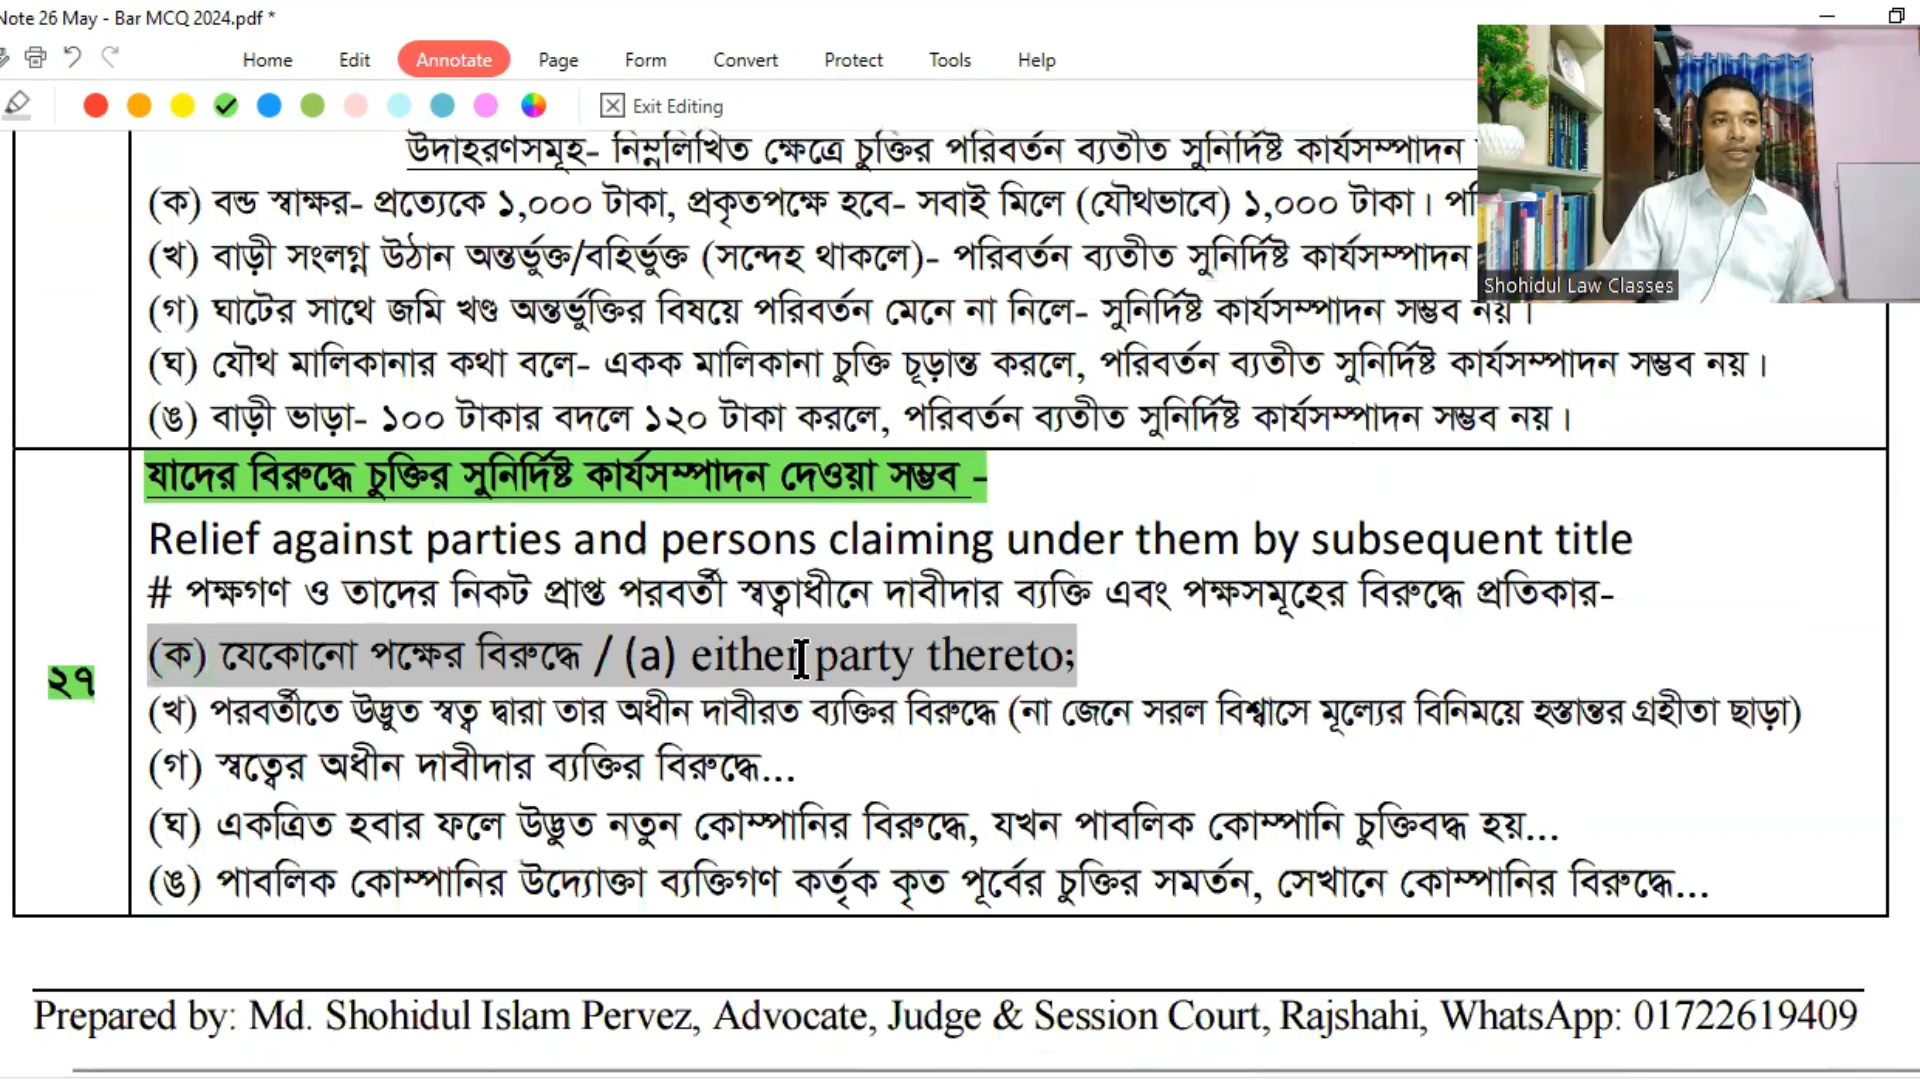 Note 26 May - Bar MCQ 2024.pdf *
Home Edit Annotate Page Form Convert Protect Tools Help
Exit Editing
উদাহরণসমূহ- নিম্নলিখিত ক্ষেত্রে চুক্তির পরিবর্তন ব্যতীত সুনির্দিষ্ট কার্যসম্পাদন
(ক) বন্ড স্বাক্ষর- প্রত্যেকে ১,০০০ টাকা, প্রকৃতপক্ষে হবে- সবাই মিলে (যৌথভাবে) ১,০০০ টাকা।
(খ) বাড়ী সংলগ্ন উঠান অন্তর্ভুক্ত/বহির্ভুক্ত (সন্দেহ থাকলে)- পরিবর্তন ব্যতীত সুনির্দিষ্ট কার্যসম্পাদন
Shohidul Law Classes
(গ) ঘাটের সাথে জমি খণ্ড অন্তর্ভুক্তির বিষয়ে পরিবর্তন মেনে না নিলে- সুনির্দিষ্ট কার্যসম্পাদন সম্ভব নয়।
(ঘ) যৌথ মালিকানার কথা বলে- একক মালিকানা চুক্তি চূড়ান্ত করলে, পরিবর্তন ব্যতীত সুনির্দিষ্ট কার্যসম্পাদন সম্ভব নয়।
(ঙ) বাড়ী ভাড়া- ১০০ টাকার বদলে ১২০ টাকা করলে, পরিবর্তন ব্যতীত সুনির্দিষ্ট কার্যসম্পাদন সম্ভব নয়।
যাদের বিরুদ্ধে চুক্তির সুনির্দিষ্ট কার্যসম্পাদন দেওয়া সম্ভব -
Relief against parties and persons claiming under them by subsequent title
# পক্ষগণ ও তাদের নিকট প্রাপ্ত পরবর্তী স্বত্বাধীনে দাবীদার ব্যক্তি এবং পক্ষসমূহের বিরুদ্ধে প্রতিকার-
(ক) যেকোনো পক্ষের বিরুদ্ধে / (a) either party thereto;
২৭
(খ) পরবর্তীতে উদ্ভূত স্বত্ব দ্বারা তার অধীন দাবীরত ব্যক্তির বিরুদ্ধে (না জেনে সরল বিশ্বাসে মূল্যের বিনিময়ে হস্তান্তর গ্রহীতা ছাড়া)
(গ) স্বত্বের অধীন দাবীদার ব্যক্তির বিরুদ্ধে...
(ঘ) একত্রিত হবার ফলে উদ্ভূত নতুন কোম্পানির বিরুদ্ধে, যখন পাবলিক কোম্পানি চুক্তিবদ্ধ হয়...
(ঙ) পাবলিক কোম্পানির উদ্যোক্তা ব্যক্তিগণ কর্তৃক কৃত পূর্বের চুক্তির সমর্তন, সেখানে কোম্পানির বিরুদ্ধে...
Prepared by: Md. Shohidul Islam Pervez, Advocate, Judge & Session Court, Rajshahi, WhatsApp: 01722619409